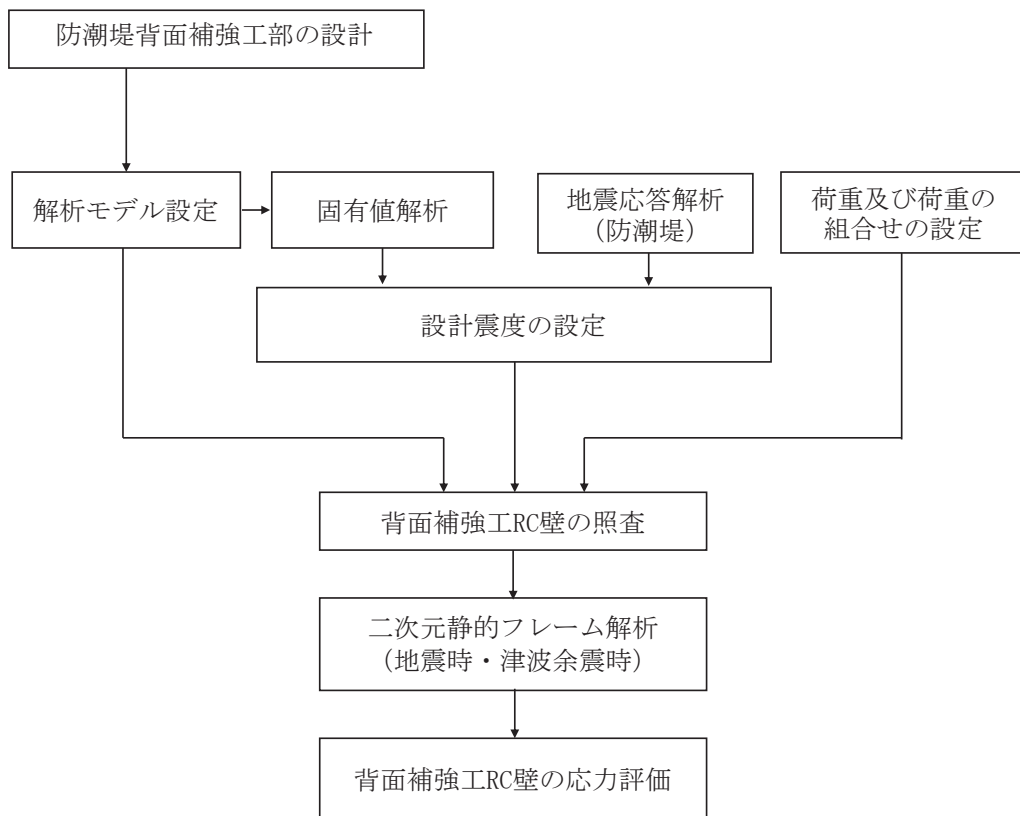 防潮堤背面補強工部の設計
解析モデル設定
固有値解析
地震応答解析
(防潮堤)
荷重及び荷重の
組合せの設定
設計震度の設定
背面補強工RC壁の照査
二次元静的フレーム解析
（地震時・津波余震時）
背面補強工RC壁の応力評価